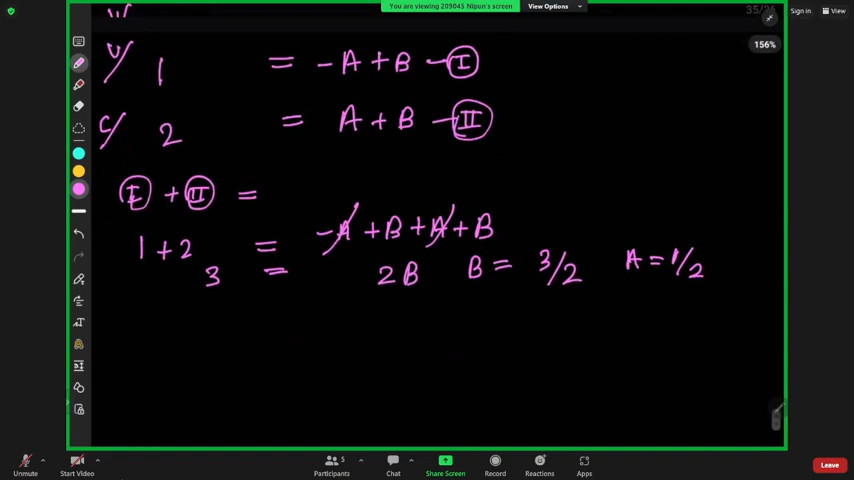 You are viewing 209045 Nipun's screen View Options
Sign in View
156%
1 = -A + B - I
C/ 2 = A + B - II
I + II =
1 + 2 = -A + B + A + B
3 = 2B B = 3/2 A = 1/2
Unmute Start Video Participants 5 Chat Share Screen Record Reactions Apps Leave